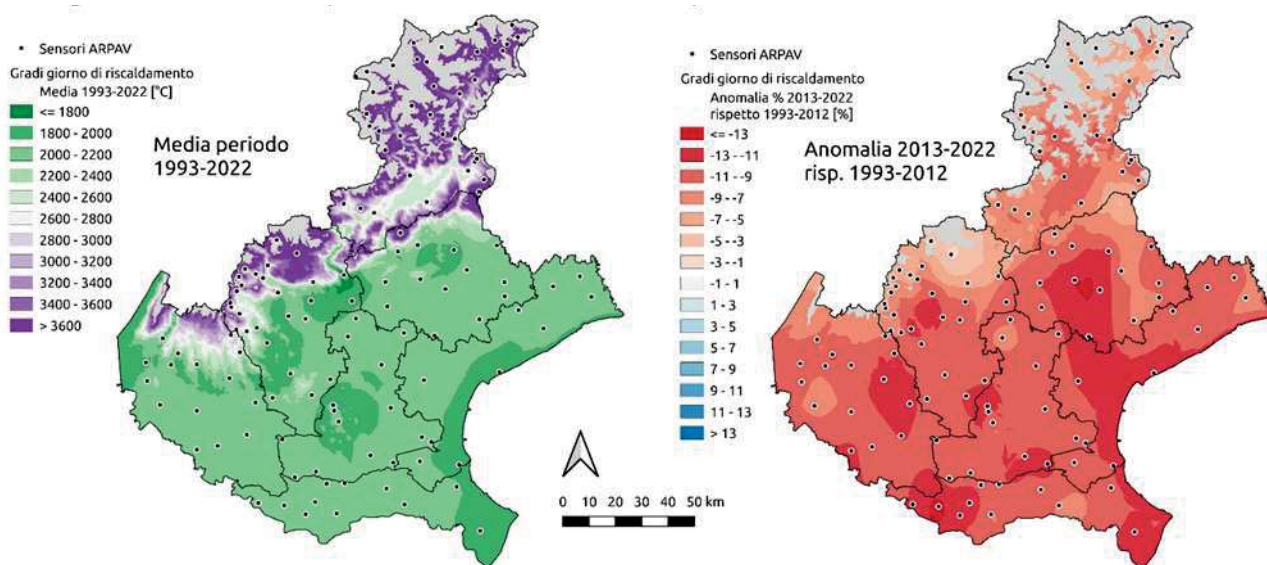 Sensori ARPAV
Gradi giorno di riscaldamento
Media 1993-2022 [°C]
<= 1800
1800 - 2000
2000 - 2200
2200 - 2400
2400 - 2600
2600 - 2800
2800 - 3000
3000 - 3200
3200 - 3400
3400 - 3600
> 3600
Media periodo
1993-2022
0 10 20 30 40 50 km
Sensori ARPAV
Gradi giorno di riscaldamento
Anomalia % 2013-2022
rispetto 1993-2012 [%]
<= -13
-13 - -11
-11 - -9
-9 - -7
-7 - -5
-5 - -3
-3 - -1
-1 - 1
1 - 3
3 - 5
5 - 7
7 - 9
9 - 11
11 - 13
> 13
Anomalia 2013-2022
risp. 1993-2012